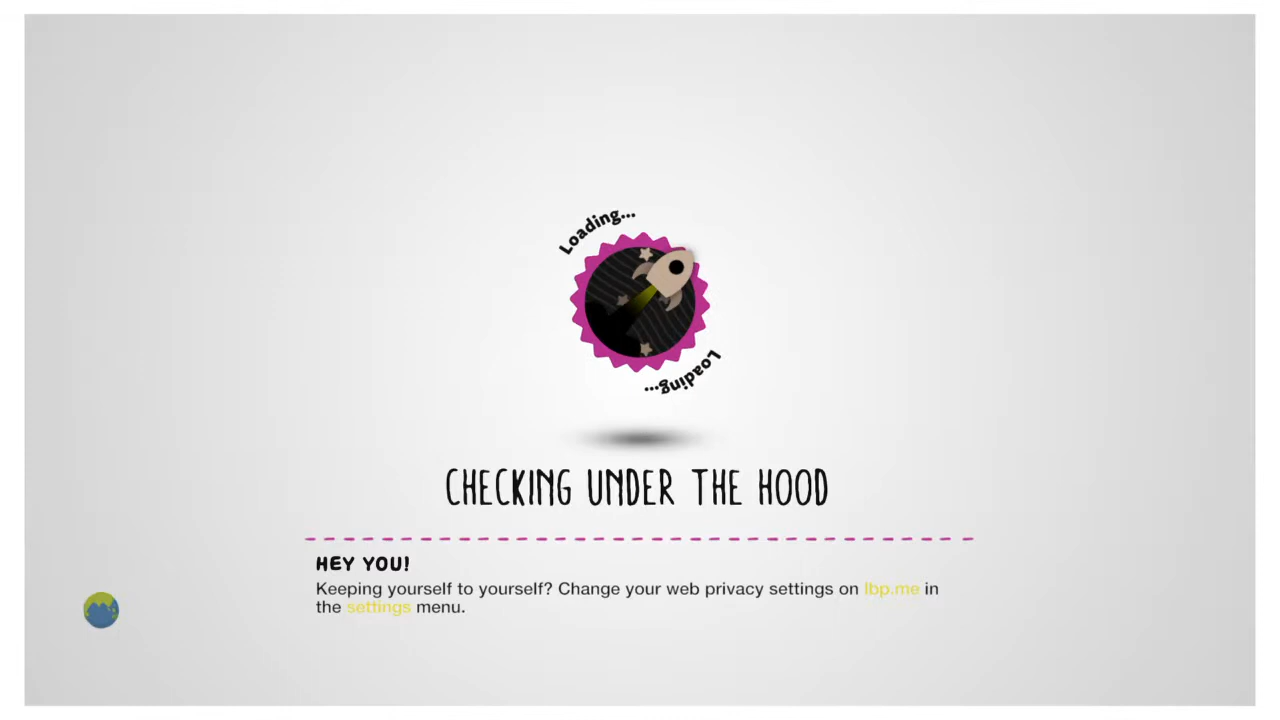 Loading...
Loading...
CHECKING UNDER THE HOOD
HEY YOU!
Keeping yourself to yourself? Change your web privacy settings on lbp.me in
the settings menu.